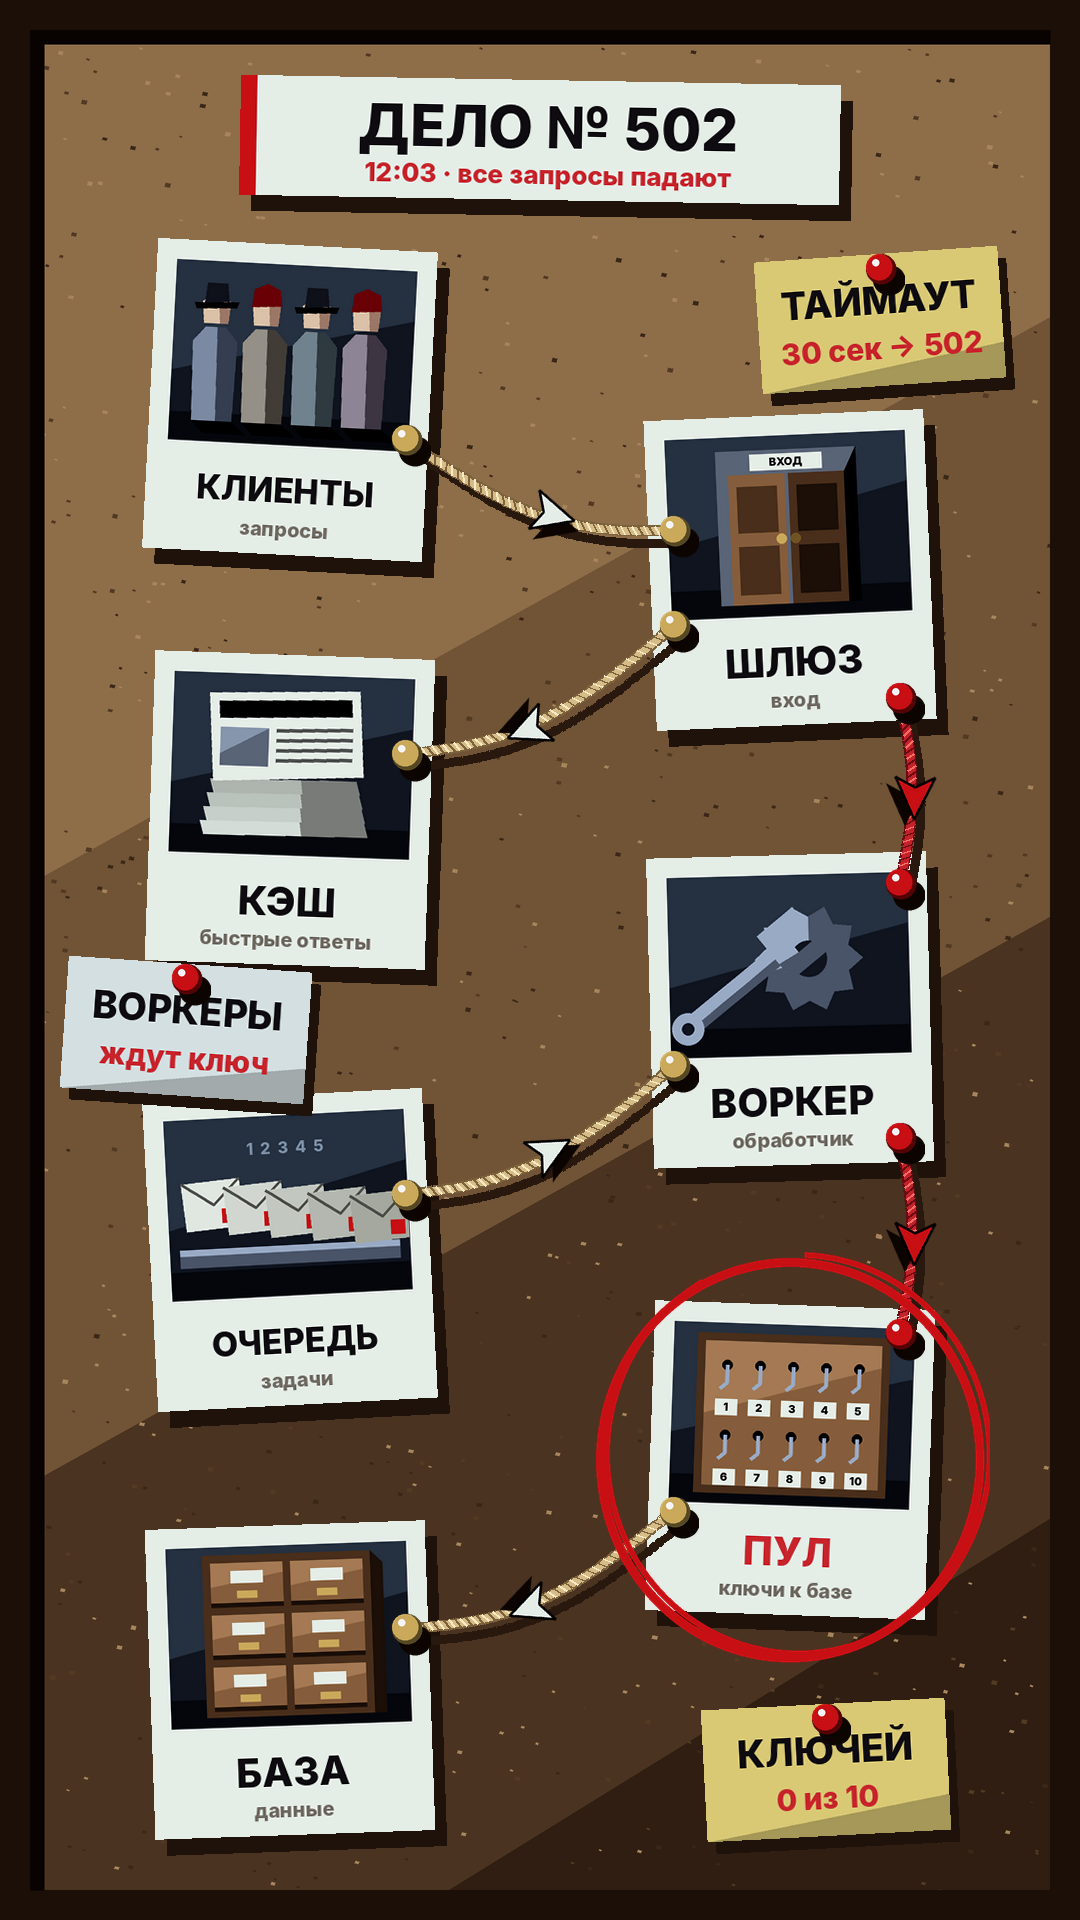 ДЕЛО № 502
12:03 · все запросы падают
ТАЙМАУТ
30 сек → 502
КЛИЕНТЫ
запросы
ВХОД
ШЛЮЗ
вход
КЭШ
быстрые ответы
ВОРКЕРЫ
ждут ключ
ВОРКЕР
обработчик
1 2 3 4 5
ОЧЕРЕДЬ
задачи
1 2 3 4 5
6 7 8 9 10
ПУЛ
ключи к базе
БАЗА
данные
КЛЮЧЕЙ
0 из 10